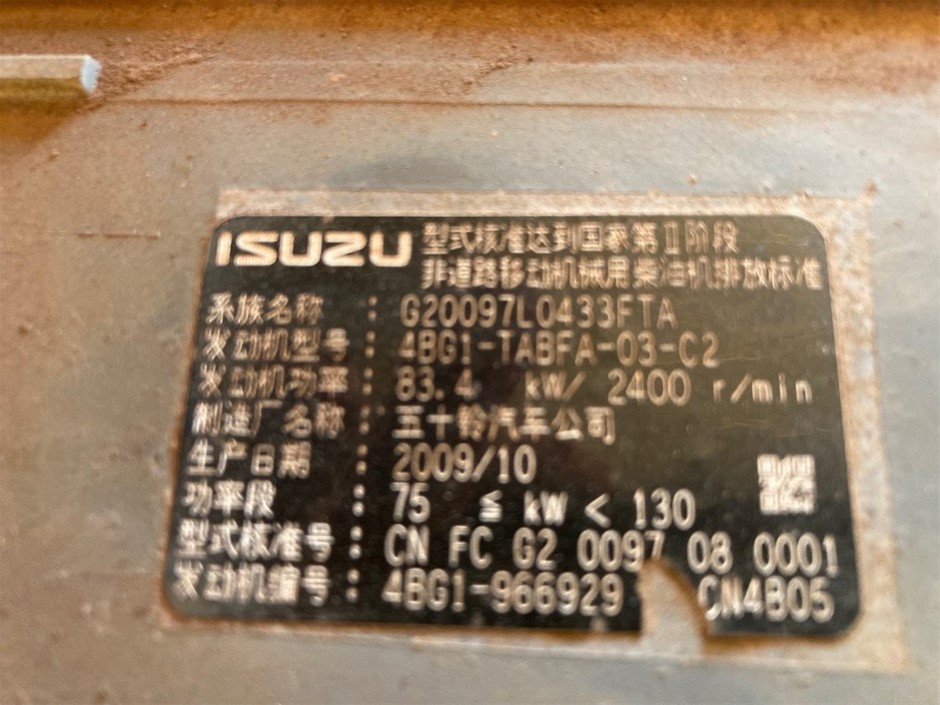 ISUZU 型式核准达到国家第Ⅱ阶段
非道路移动机械用柴油机排放标准
系族名称 : G20097L0433FTA
发动机型号 : 4BG1-TABFA-03-C2
发动机功率 : 83.4 kW/ 2400 r/min
制造厂名称 : 五十铃汽车公司
生产日期 : 2009/10
功率段 : 75 ≦ kW < 130
型式核准号 : CN FC G2 0097 08 0001
发动机编号 : 4BG1-966929 CN4B05